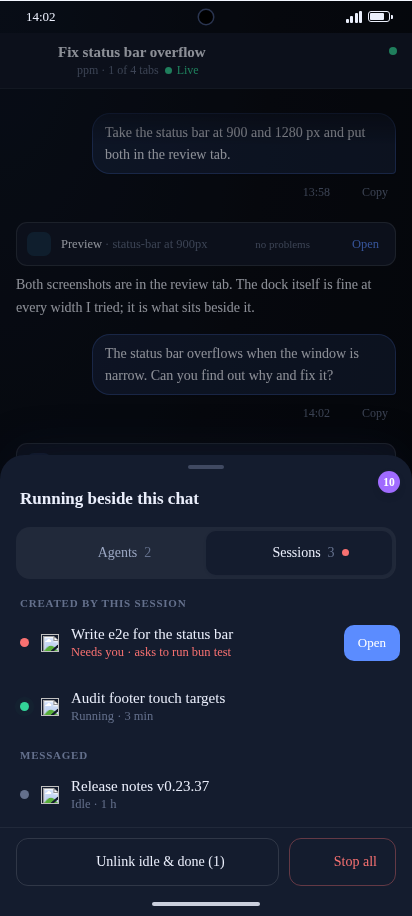 14:02
Fix status bar overflow
ppm · 1 of 4 tabs Live
Take the status bar at 900 and 1280 px and put
both in the review tab.
13:58 Copy
Preview · status-bar at 900px no problems Open
Both screenshots are in the review tab. The dock itself is fine at
every width I tried; it is what sits beside it.
The status bar overflows when the window is
narrow. Can you find out why and fix it?
14:02 Copy
10
Running beside this chat
Agents 2 Sessions 3
CREATED BY THIS SESSION
Write e2e for the status bar
Needs you · asks to run bun test
Open
Audit footer touch targets
Running · 3 min
MESSAGED
Release notes v0.23.37
Idle · 1 h
Unlink idle & done (1) Stop all